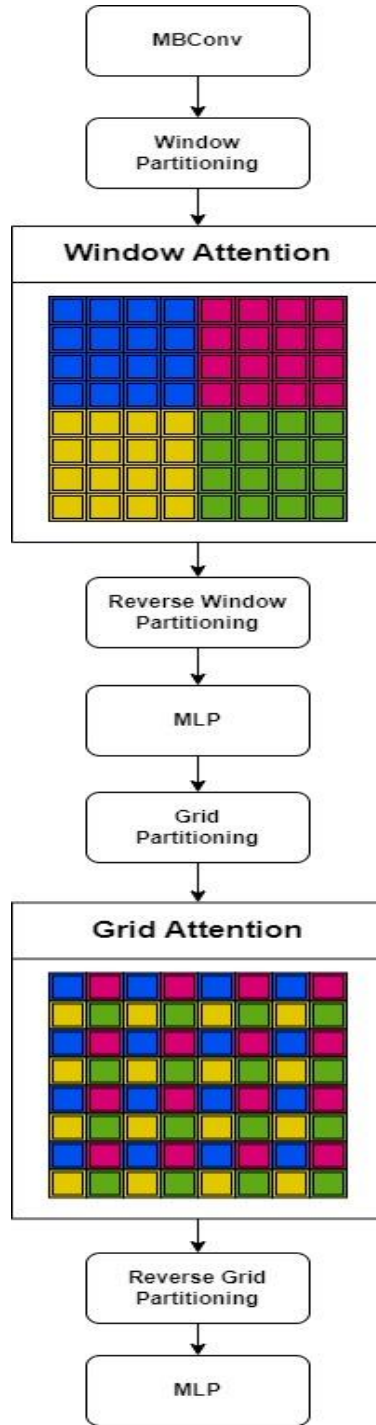 MBConv
Window
Partitioning
Window Attention
Reverse Window
Partitioning
MLP
Grid
Partitioning
Grid Attention
Reverse Grid
Partitioning
MLP